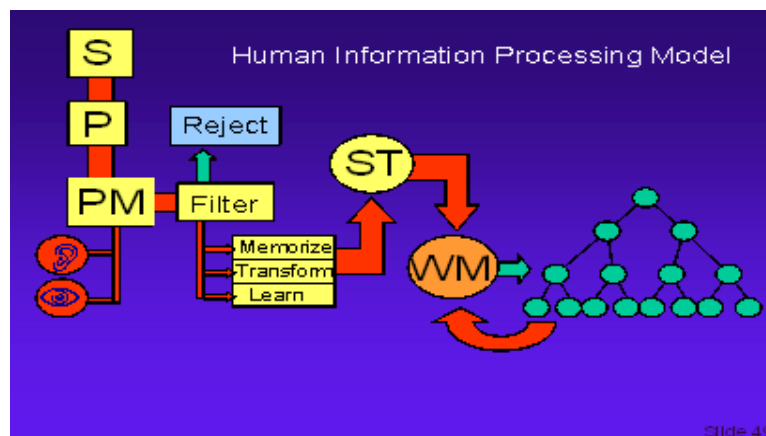 Human Information Processing Model
S
P
Reject
PM
Filter
ST
Memorize
Transform
Learn
WM